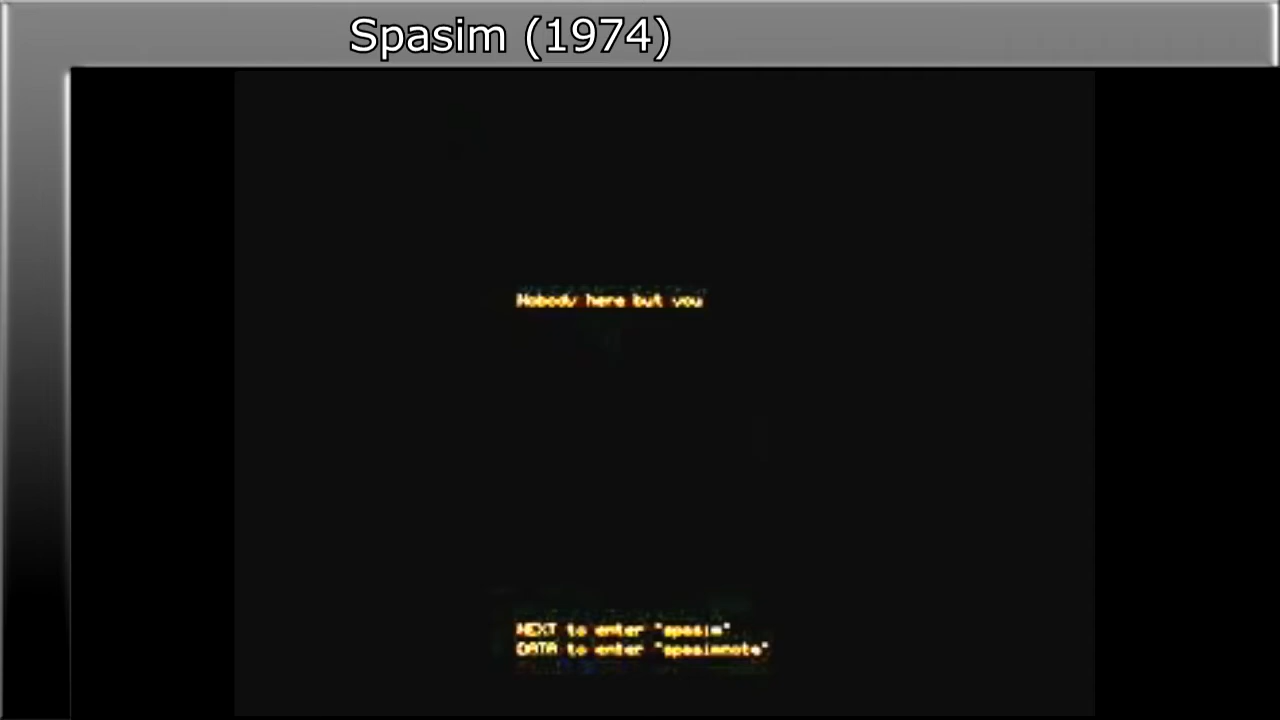 Spasim (1974)
Nobody here but you
NEXT to enter "spasim"
DATA to enter "spasimnote"